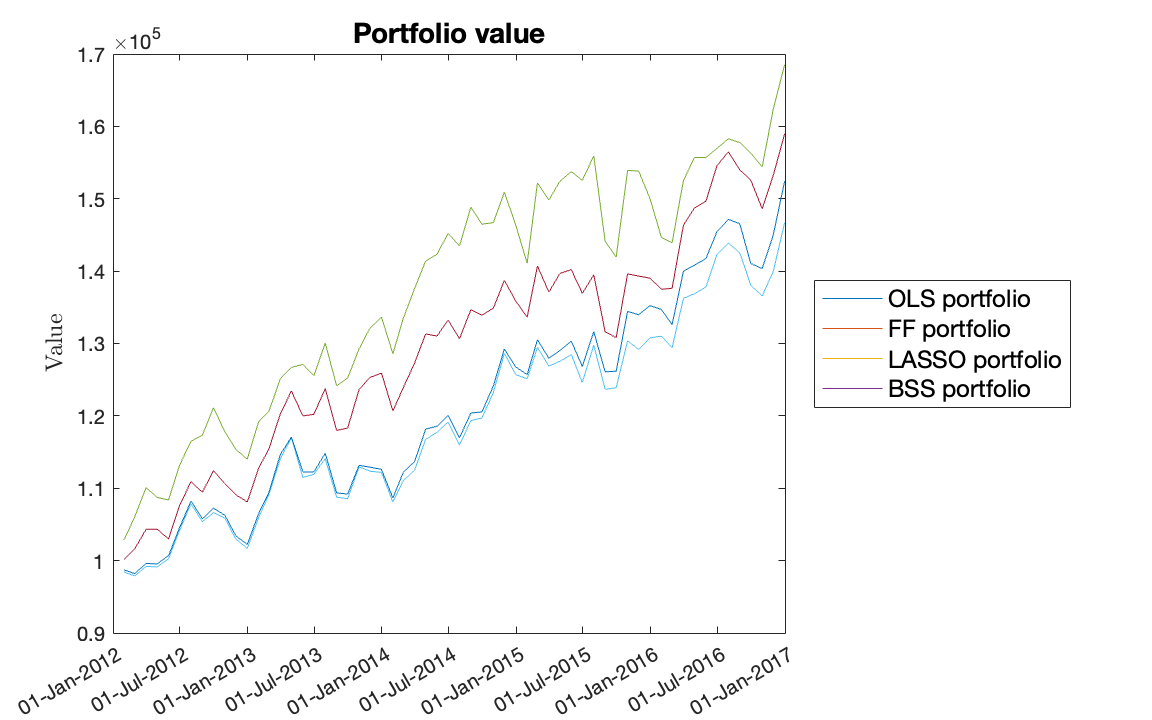 Portfolio value
×10^5
1.7
1.6
1.5
1.4
1.3
1.2
1.1
1
0.9
Value
01-Jan-2012
01-Jul-2012
01-Jan-2013
01-Jul-2013
01-Jan-2014
01-Jul-2014
01-Jan-2015
01-Jul-2015
01-Jan-2016
01-Jul-2016
01-Jan-2017
OLS portfolio
FF portfolio
LASSO portfolio
BSS portfolio